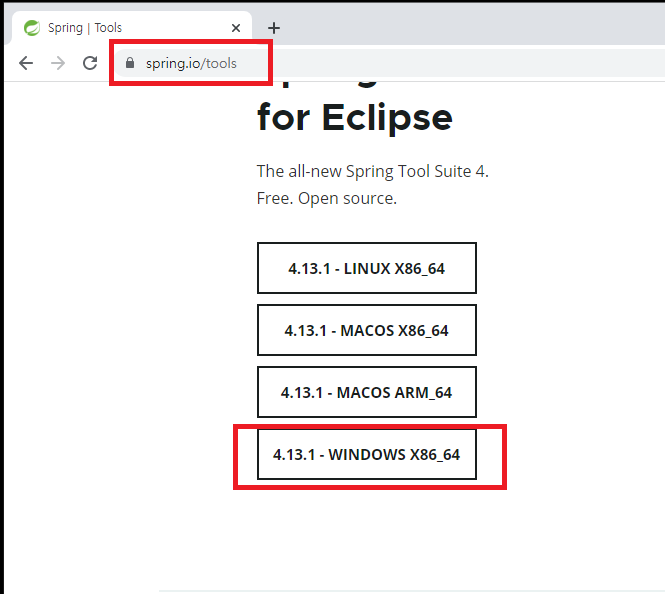 Spring | Tools
spring.io/tools
for Eclipse
The all-new Spring Tool Suite 4.
Free. Open source.
4.13.1 - LINUX X86_64
4.13.1 - MACOS X86_64
4.13.1 - MACOS ARM_64
4.13.1 - WINDOWS X86_64